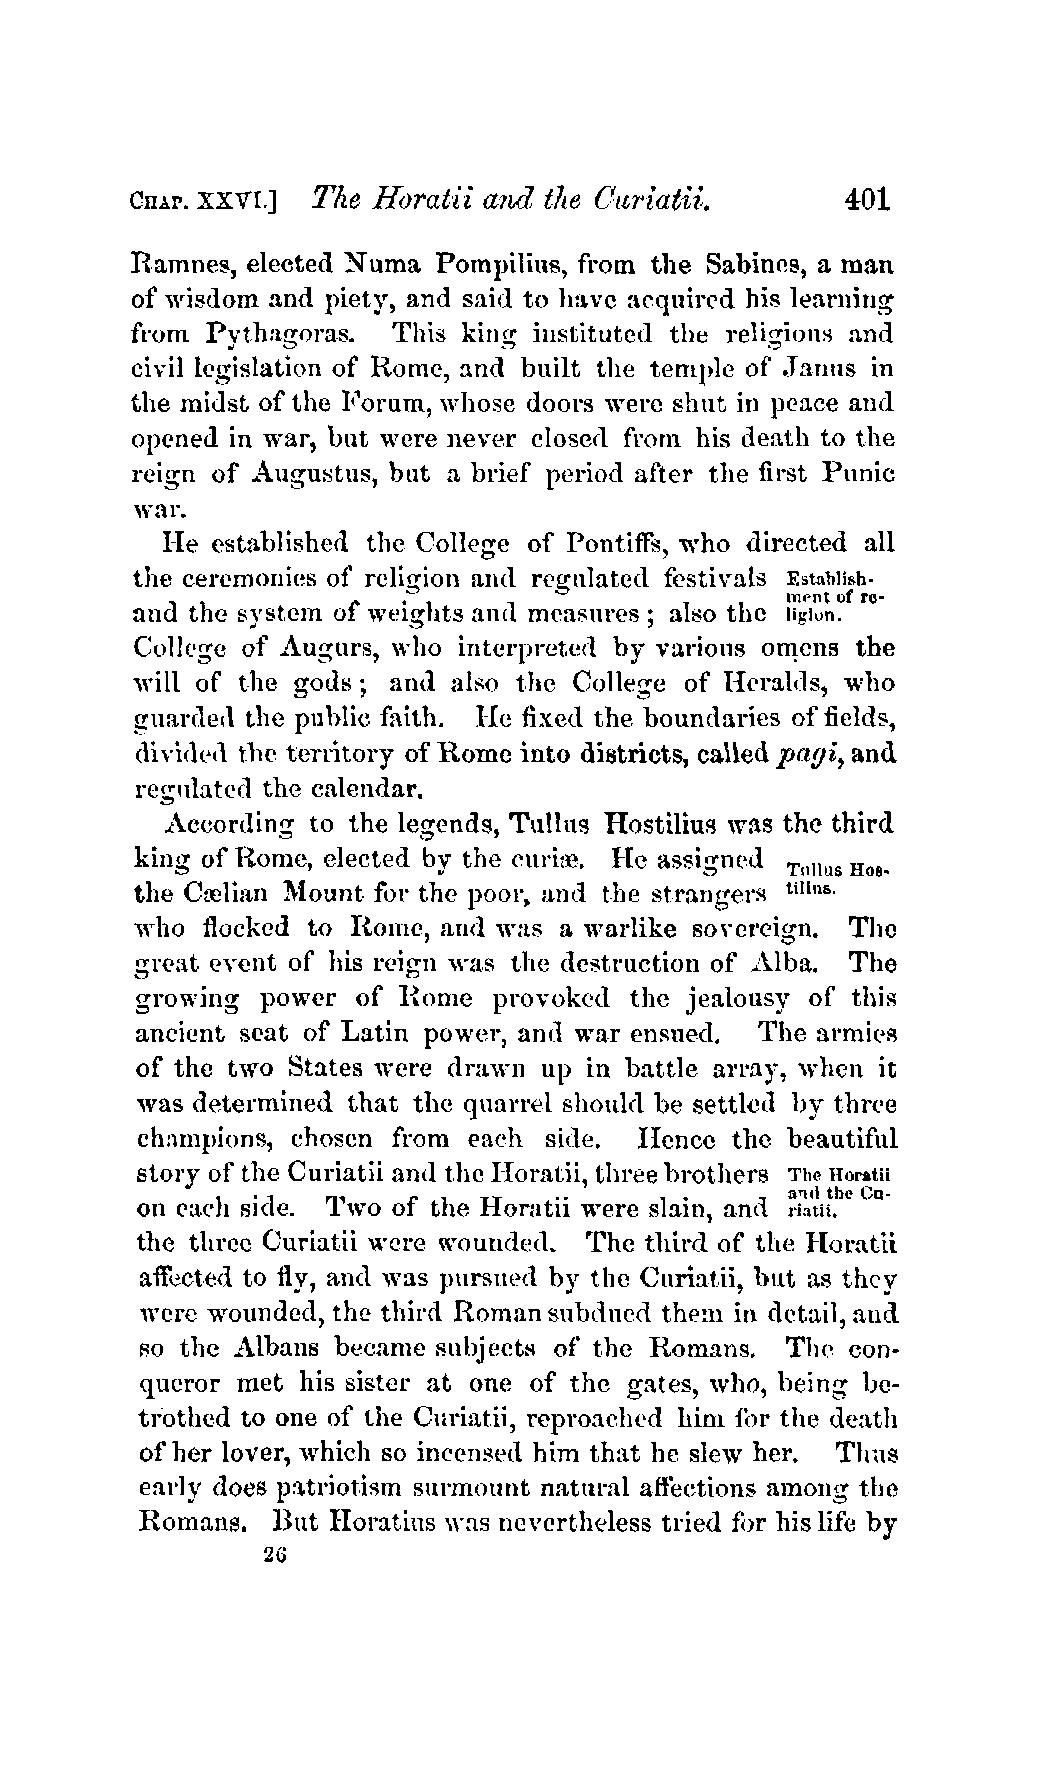 CHAP. XXVI.] The Horatii and the Curiatii. 401
Ramnes, elected Numa Pompilius, from the Sabines, a man
of wisdom and piety, and said to have acquired his learning
from Pythagoras. This king instituted the religious and
civil legislation of Rome, and built the temple of Janus in
the midst of the Forum, whose doors were shut in peace and
opened in war, but were never closed from his death to the
reign of Augustus, but a brief period after the first Punic
war.
He established the College of Pontiffs, who directed all
the ceremonies of religion and regulated festivals
Establish-
ment of re-
ligion.
and the system of weights and measures; also the
College of Augurs, who interpreted by various omens the
will of the gods; and also the College of Heralds, who
guarded the public faith. He fixed the boundaries of fields,
divided the territory of Rome into districts, called pagi, and
regulated the calendar.
According to the legends, Tullus Hostilius was the third
king of Rome, elected by the curiæ. He assigned
Tullus Hos-
tilius.
the Cælian Mount for the poor, and the strangers
who flocked to Rome, and was a warlike sovereign. The
great event of his reign was the destruction of Alba. The
growing power of Rome provoked the jealousy of this
ancient seat of Latin power, and war ensued. The armies
of the two States were drawn up in battle array, when it
was determined that the quarrel should be settled by three
champions, chosen from each side. Hence the beautiful
story of the Curiatii and the Horatii, three brothers
The Horatii
and the Cu-
riatii.
on each side. Two of the Horatii were slain, and
the three Curiatii were wounded. The third of the Horatii
affected to fly, and was pursued by the Curiatii, but as they
were wounded, the third Roman subdued them in detail, and
so the Albans became subjects of the Romans. The con-
queror met his sister at one of the gates, who, being be-
trothed to one of the Curiatii, reproached him for the death
of her lover, which so incensed him that he slew her. Thus
early does patriotism surmount natural affections among the
Romans. But Horatius was nevertheless tried for his life by
26